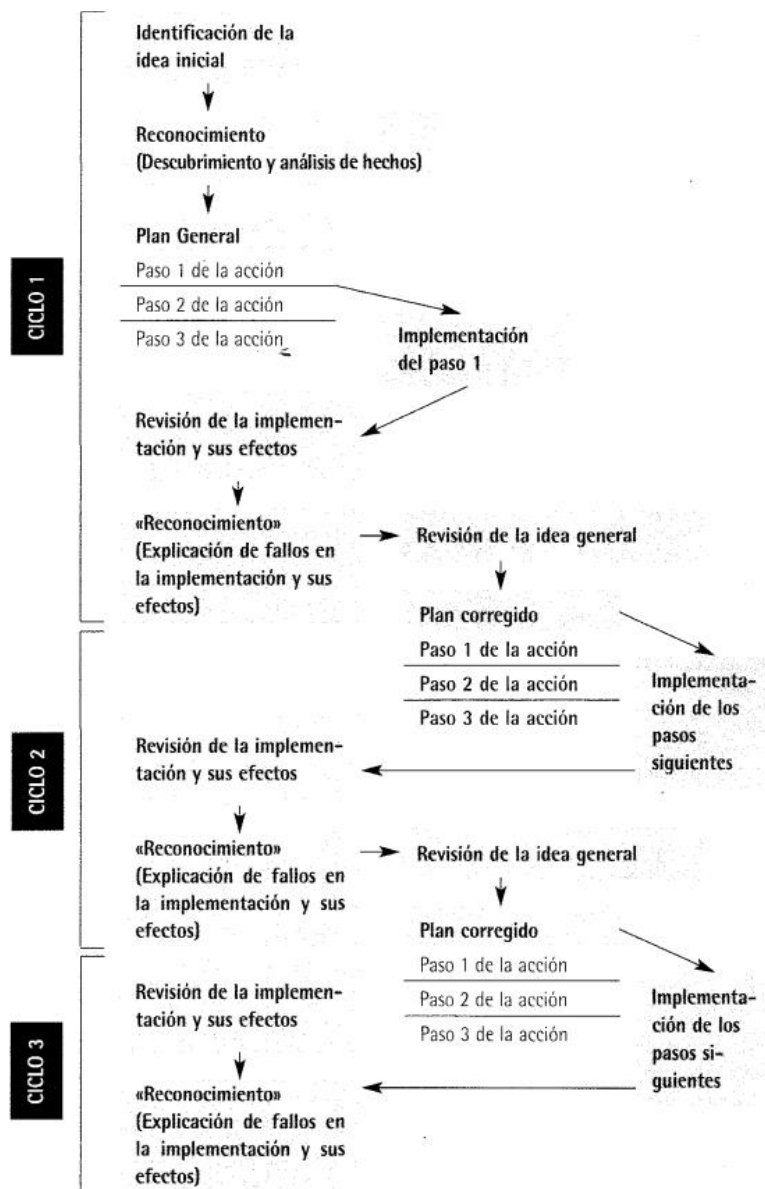 CICLO 1
Identificación de la
idea inicial
Reconocimiento
(Descubrimiento y análisis de hechos)
Plan General
Paso 1 de la acción
Paso 2 de la acción
Paso 3 de la acción
Implementación
del paso 1
Revisión de la implemen-
tación y sus efectos
«Reconocimiento»
(Explicación de fallos en
la implementación y sus
efectos)
Revisión de la idea general
Plan corregido
Paso 1 de la acción
Paso 2 de la acción
Paso 3 de la acción
Implementa-
ción de los
pasos
siguientes
CICLO 2
Revisión de la implemen-
tación y sus efectos
«Reconocimiento»
(Explicación de fallos en
la implementación y sus
efectos)
Revisión de la idea general
Plan corregido
Paso 1 de la acción
Paso 2 de la acción
Paso 3 de la acción
Implementa-
ción de los
pasos si-
guientes
CICLO 3
Revisión de la implemen-
tación y sus efectos
«Reconocimiento»
(Explicación de fallos en
la implementación y sus
efectos)